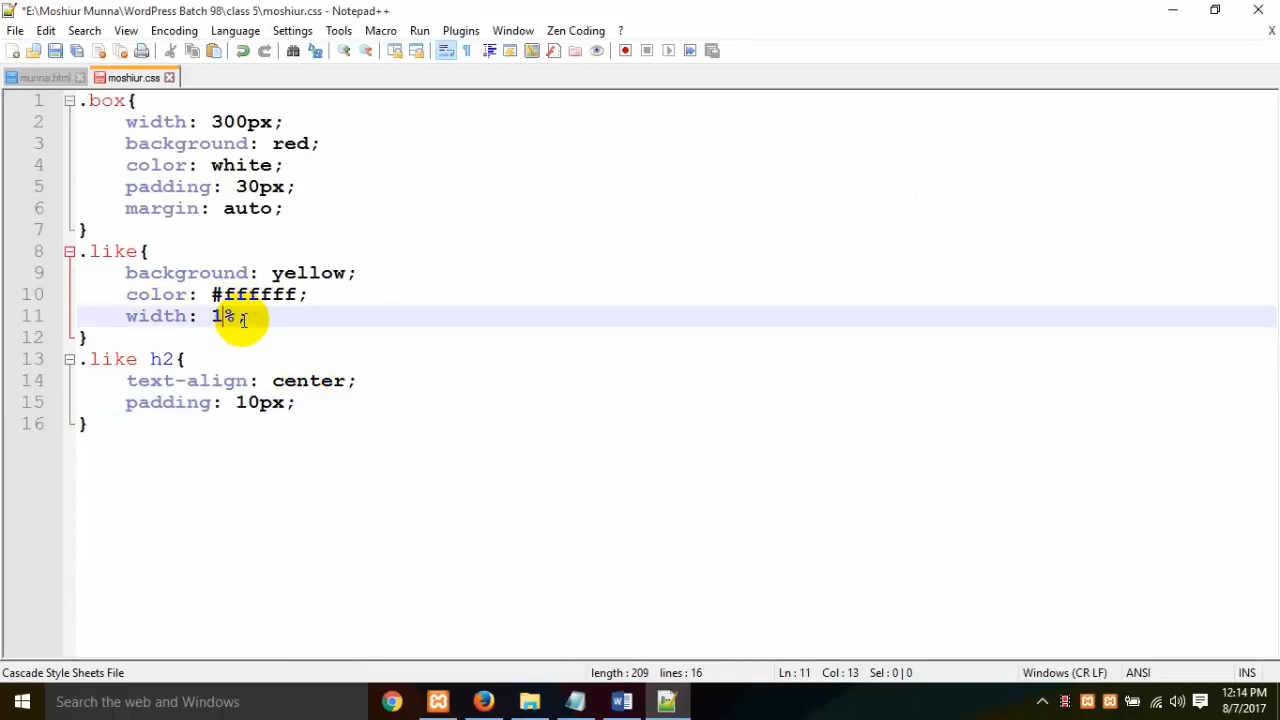 *E:\Moshiur Munna\WordPress Batch 98\class 5\moshiur.css - Notepad++
File Edit Search View Encoding Language Settings Tools Macro Run Plugins Window Zen Coding ? X
munna.html moshiur.css
1 .box{
2 width: 300px;
3 background: red;
4 color: white;
5 padding: 30px;
6 margin: auto;
7 }
8 .like{
9 background: yellow;
10 color: #ffffff;
11 width: 1%;
12 }
13 .like h2{
14 text-align: center;
15 padding: 10px;
16 }
Cascade Style Sheets File length : 209 lines : 16 Ln : 11 Col : 13 Sel : 0 | 0 Windows (CR LF) ANSI INS
Search the web and Windows
12:14 PM
8/7/2017